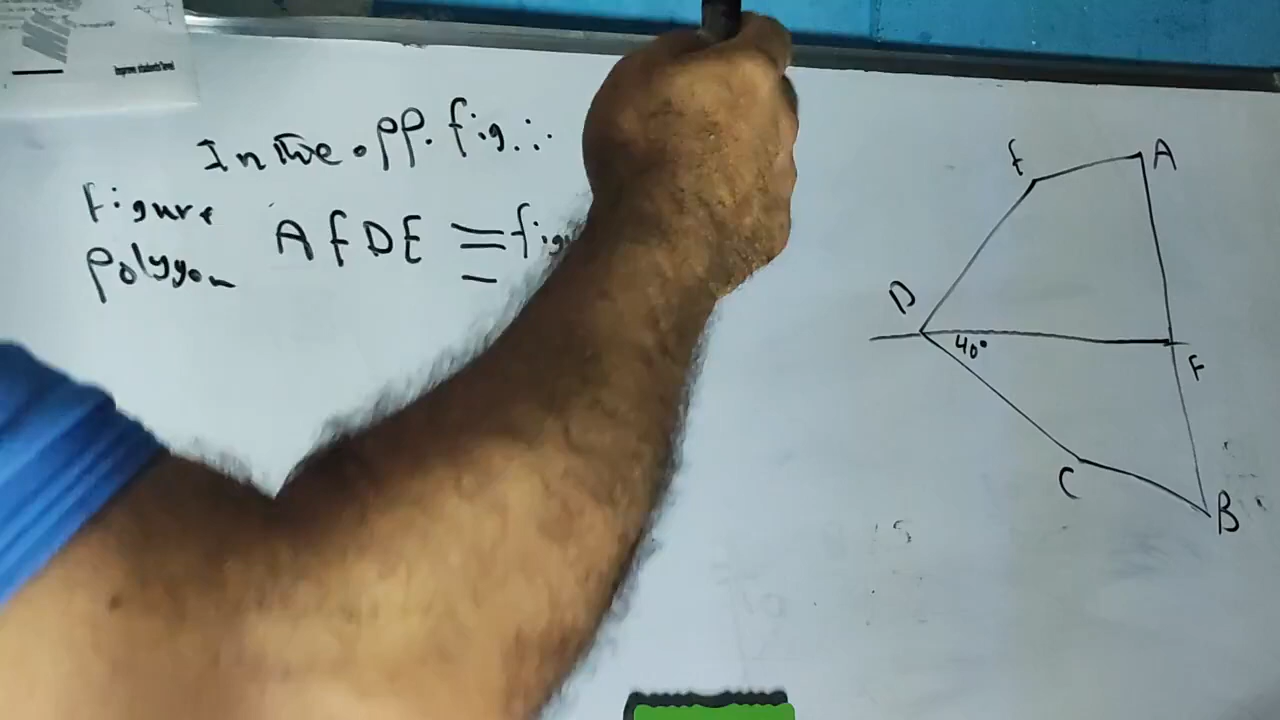 In the opp. fig.:.
Figure
AFDE ≡ fig
Polygon
F
A
D
40°
F
C
B